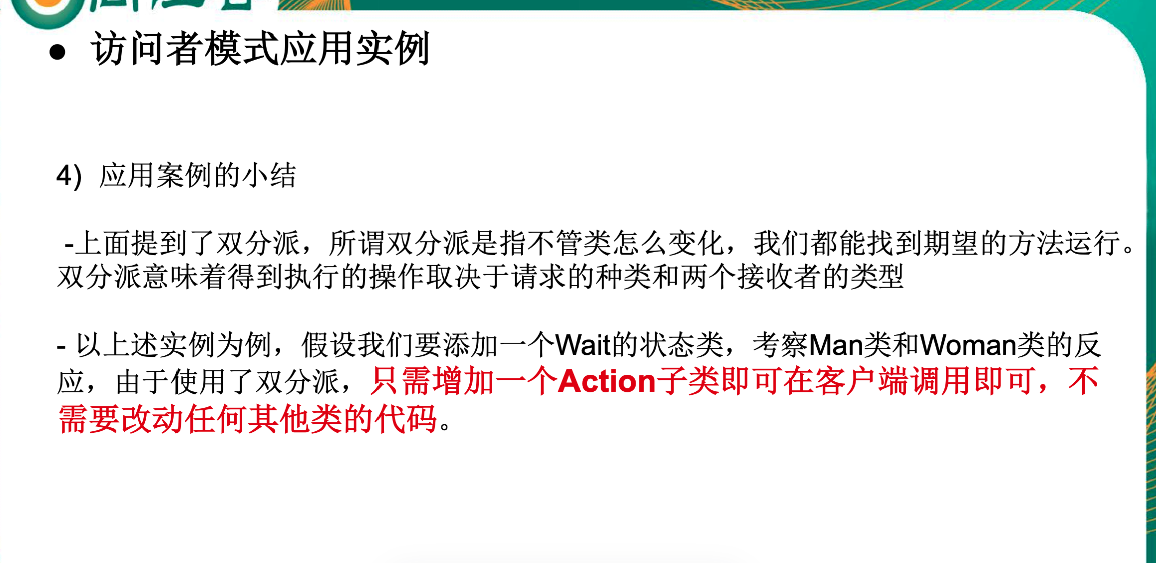 ● 访问者模式应用实例
4) 应用案例的小结
-上面提到了双分派，所谓双分派是指不管类怎么变化，我们都能找到期望的方法运行。
双分派意味着得到执行的操作取决于请求的种类和两个接收者的类型
- 以上述实例为例，假设我们要添加一个Wait的状态类，考察Man类和Woman类的反
应，由于使用了双分派，只需增加一个Action子类即可在客户端调用即可，不
需要改动任何其他类的代码。